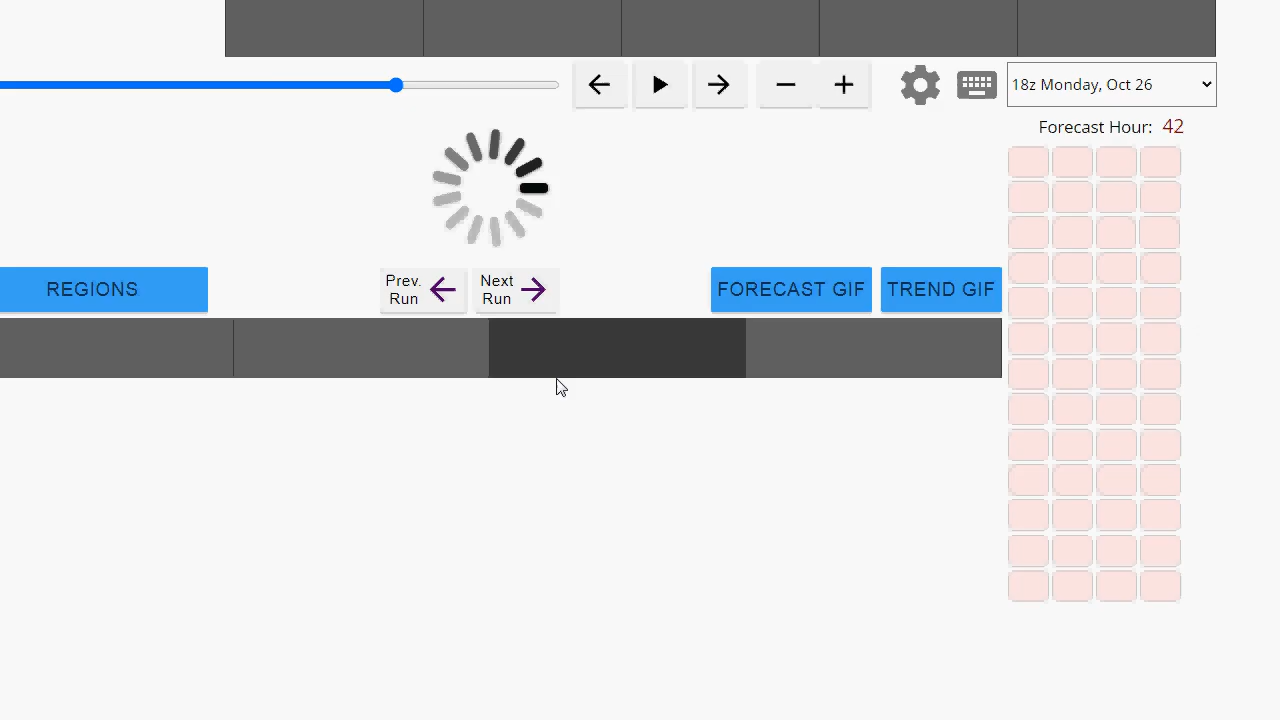 18z Monday, Oct 26
Forecast Hour: 42
REGIONS
Prev.
Run
Next
Run
FORECAST GIF
TREND GIF